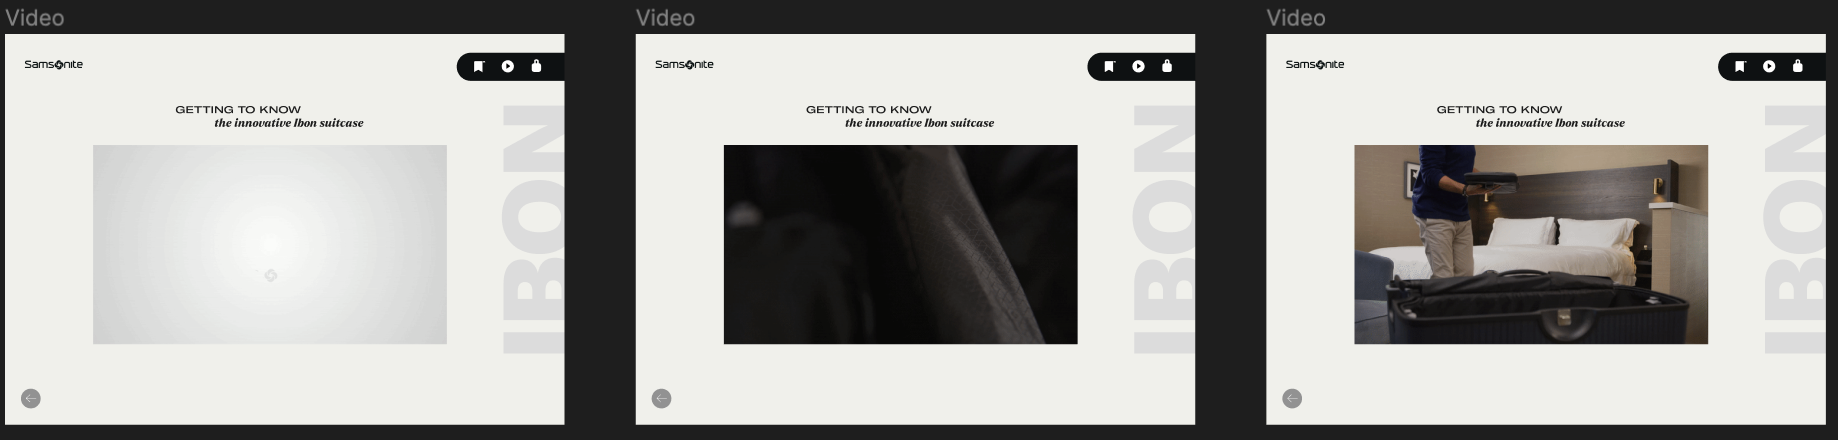 Video
Samsonite
GETTING TO KNOW
the innovative Ibon suitcase
IBON
Video
Samsonite
GETTING TO KNOW
the innovative Ibon suitcase
IBON
Video
Samsonite
GETTING TO KNOW
the innovative Ibon suitcase
IBON